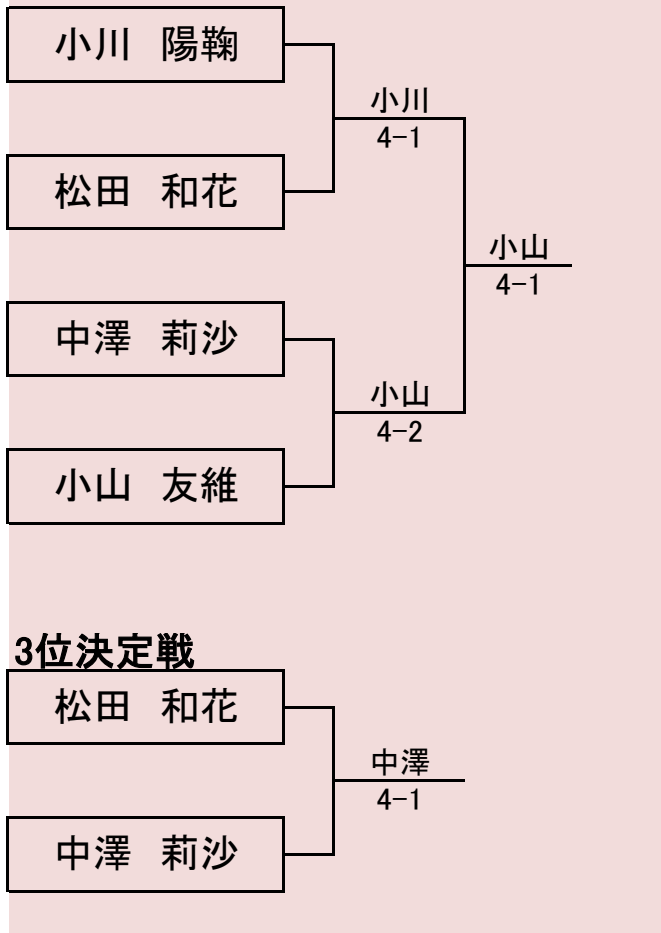 小川　陽鞠
小川
4-1
松田　和花
小山
4-1
中澤　莉沙
小山
4-2
小山　友維
3位決定戦
松田　和花
中澤
4-1
中澤　莉沙